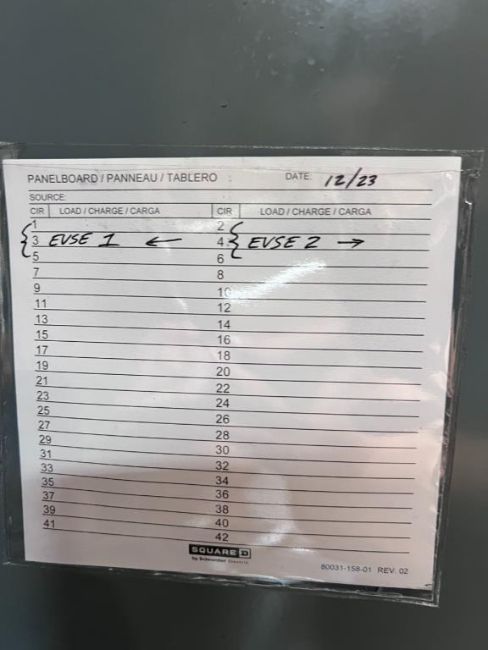 PANELBOARD / PANNEAU / TABLERO : DATE: 12/23
SOURCE:
CIR LOAD / CHARGE / CARGA CIR LOAD / CHARGE / CARGA
1 2
3 EVSE 1 ← 4 EVSE 2 →
5 6
7 8
9 10
11 12
13 14
15 16
17 18
19 20
21 22
23 24
25 26
27 28
29 30
31 32
33 34
35 36
37 38
39 40
41 42
SQUARE D
by Schneider Electric
80031-158-01 REV. 02